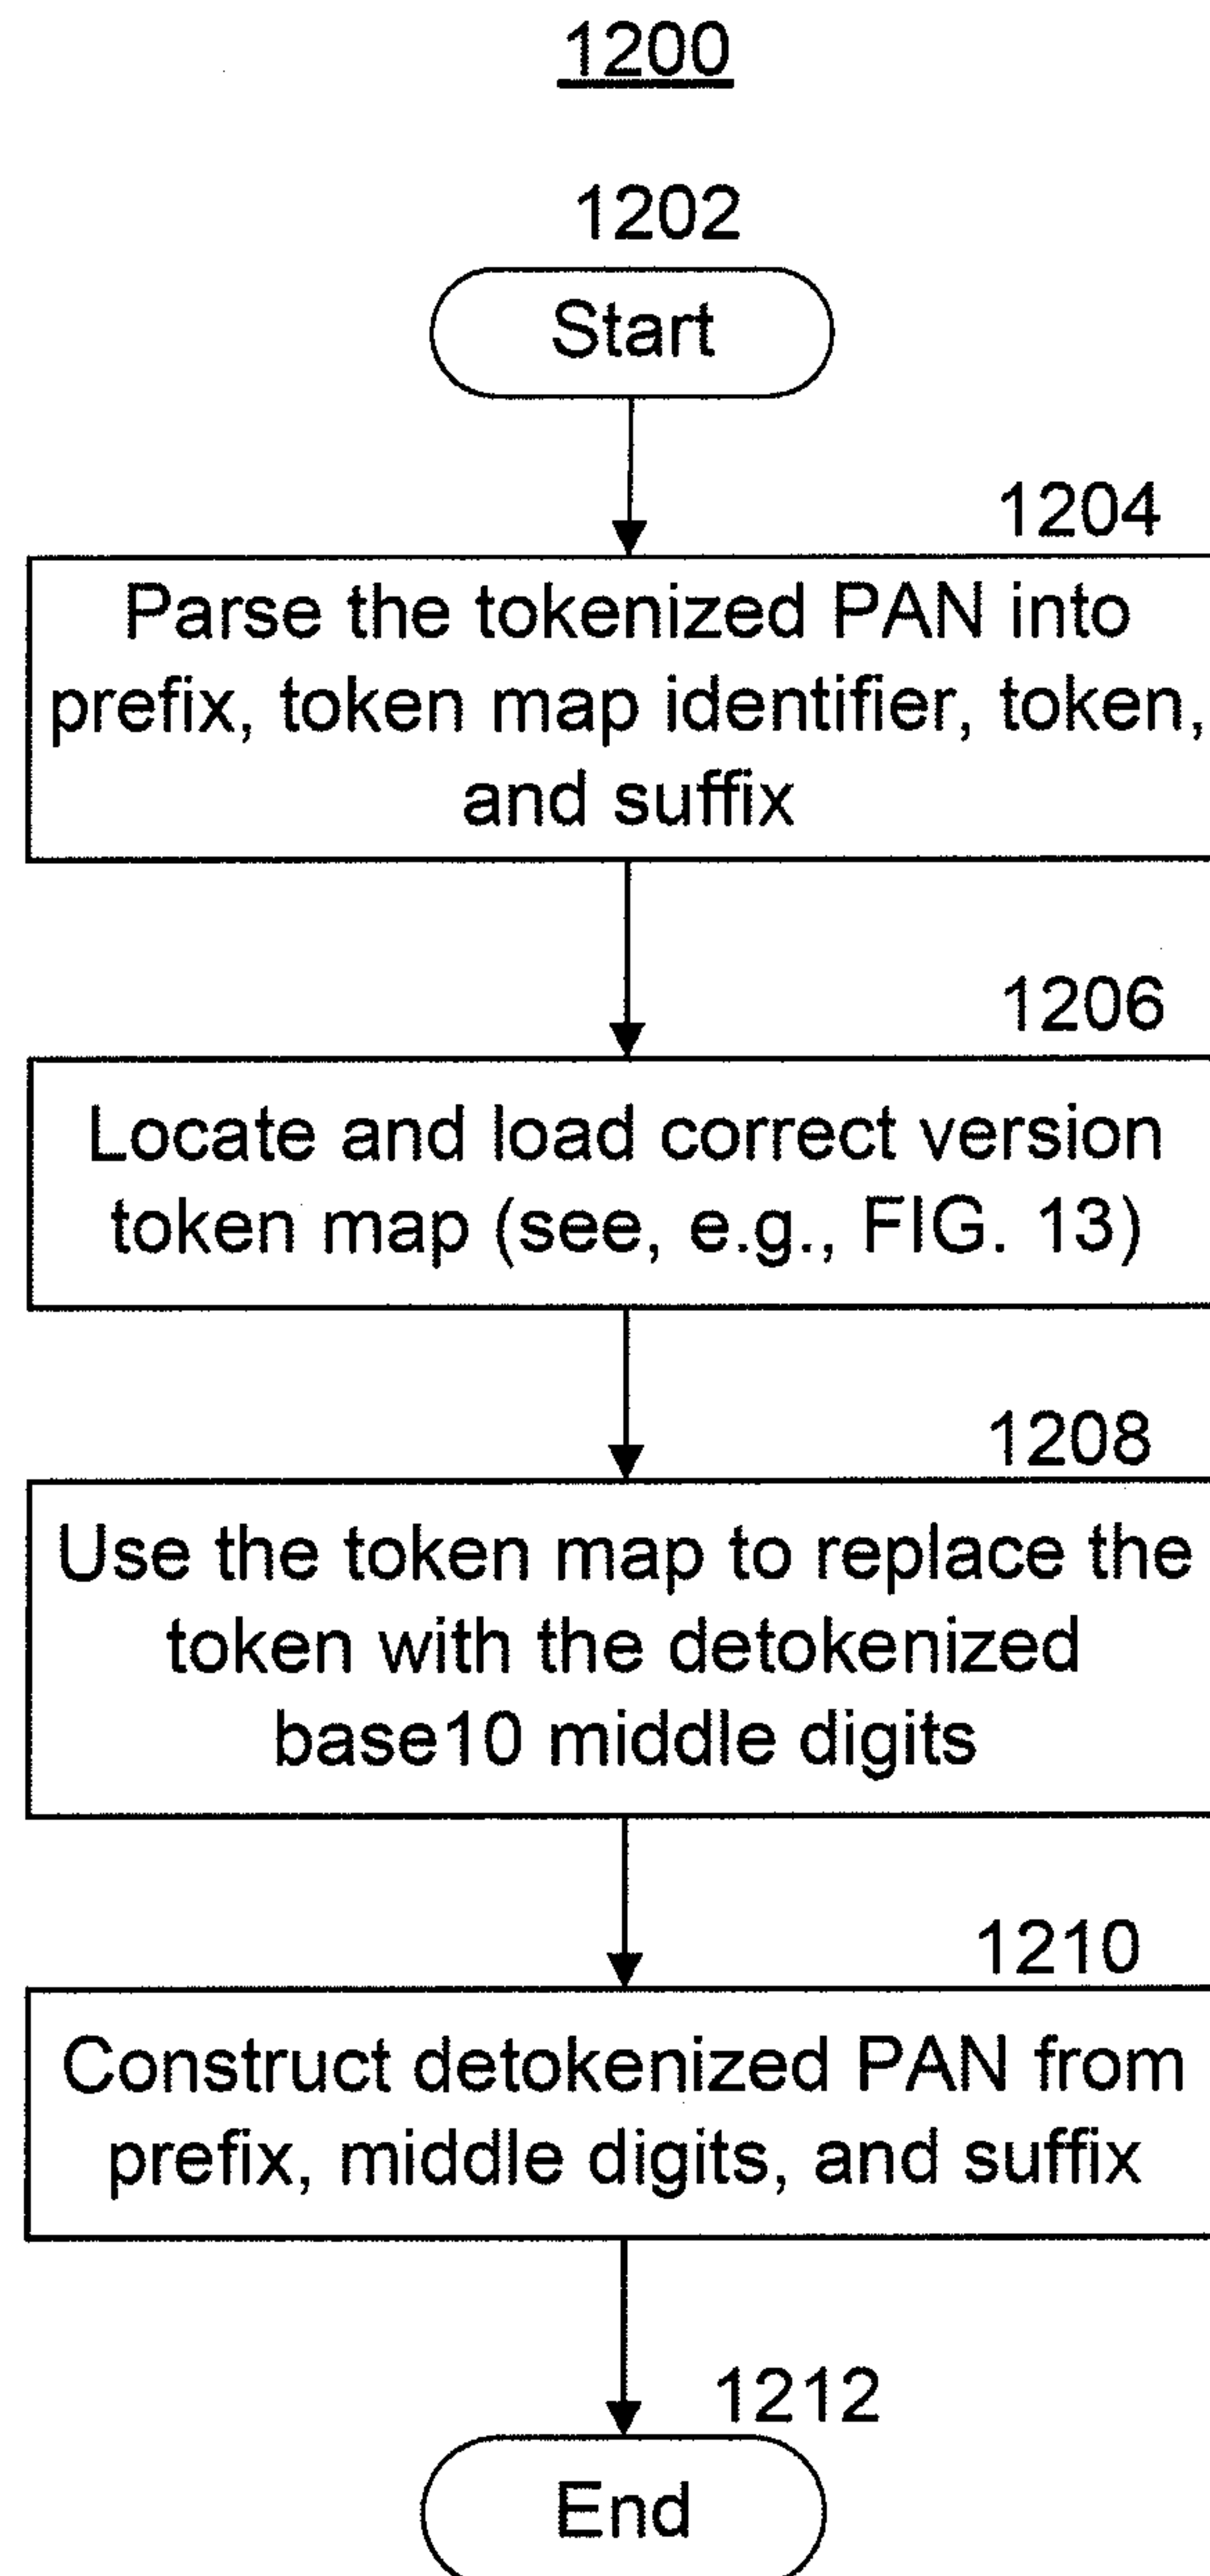 1200
1202
Start
1204
Parse the tokenized PAN into
prefix, token map identifier, token,
and suffix
1206
Locate and load correct version
token map (see, e.g., FIG. 13)
1208
Use the token map to replace the
token with the detokenized
base10 middle digits
1210
Construct detokenized PAN from
prefix, middle digits, and suffix
1212
End